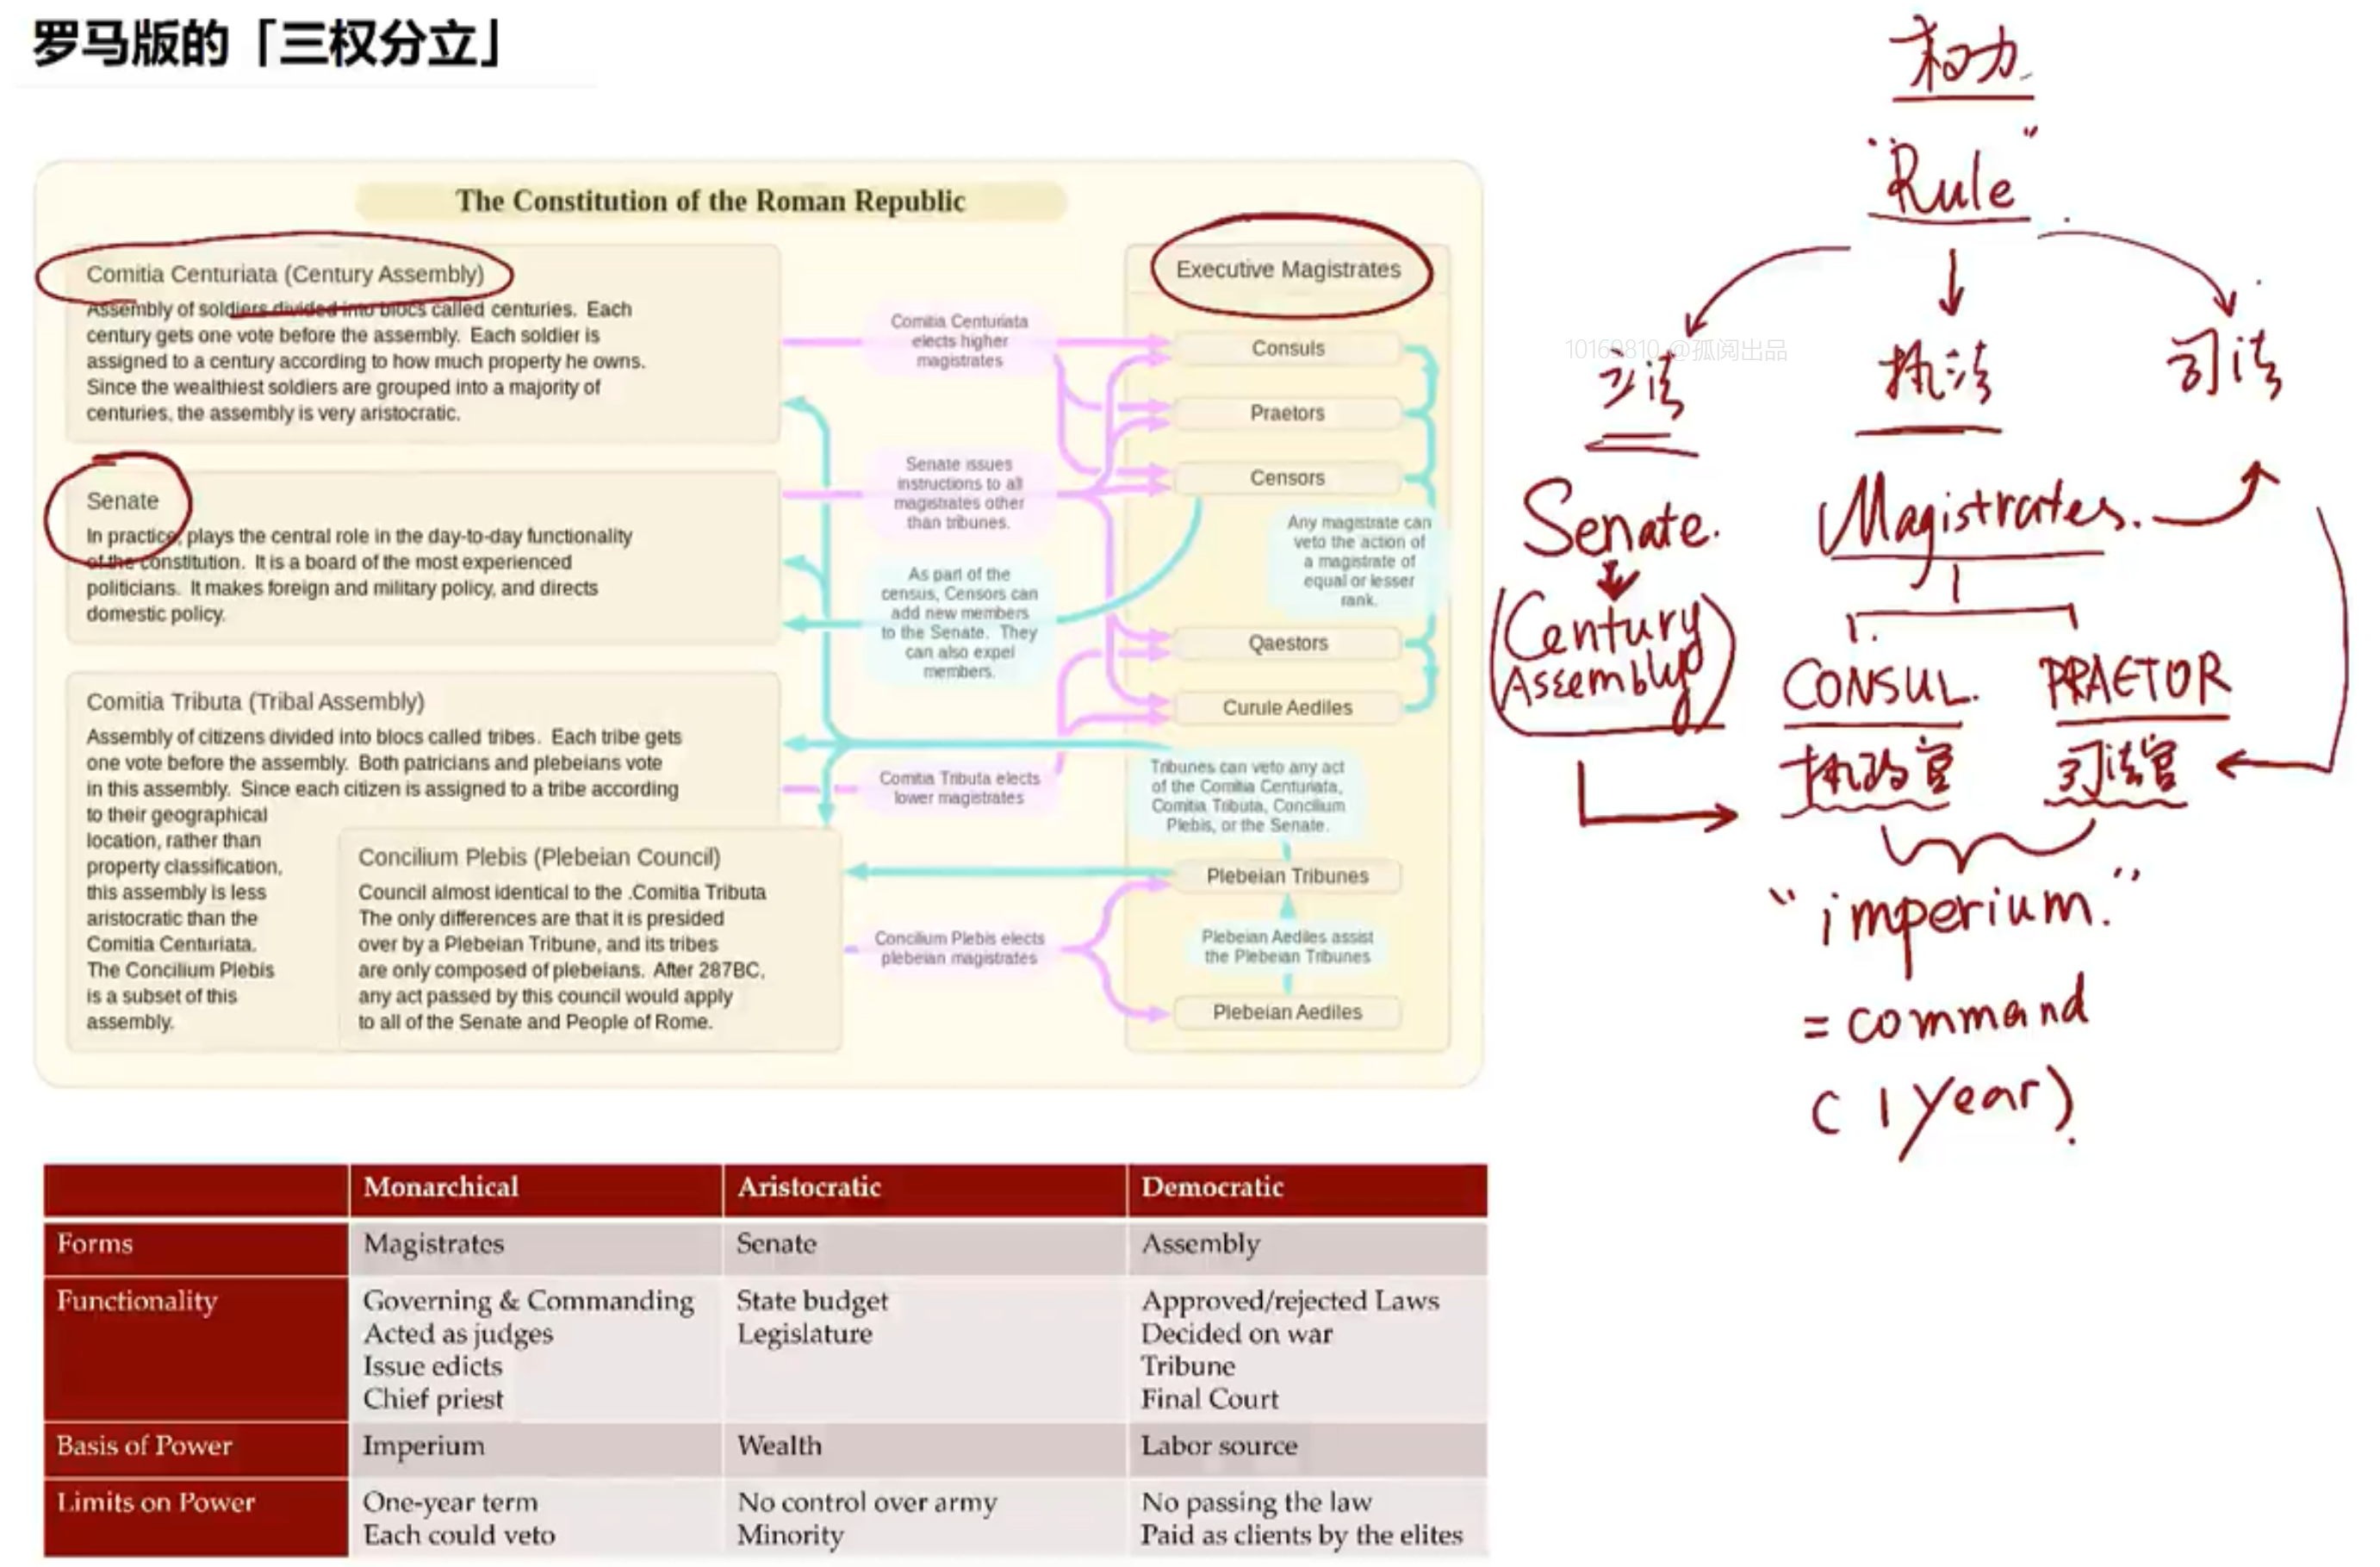 罗马版的「三权分立」
The Constitution of the Roman Republic
Comitia Centuriata (Century Assembly)
Assembly of soldiers divided into blocs called centuries. Each
century gets one vote before the assembly. Each soldier is
assigned to a century according to how much property he owns.
Since the wealthiest soldiers are grouped into a majority of
centuries, the assembly is very aristocratic.
Senate
In practice, plays the central role in the day-to-day functionality
of the constitution. It is a board of the most experienced
politicians. It makes foreign and military policy, and directs
domestic policy.
Comitia Tributa (Tribal Assembly)
Assembly of citizens divided into blocs called tribes. Each tribe gets
one vote before the assembly. Both patricians and plebeians vote
in this assembly. Since each citizen is assigned to a tribe according
to their geographical
location, rather than
property classification,
this assembly is less
aristocratic than the
Comitia Centuriata.
The Concilium Plebis
is a subset of this
assembly.
Concilium Plebis (Plebeian Council)
Council almost identical to the .Comitia Tributa
The only differences are that it is presided
over by a Plebeian Tribune, and its tribes
are only composed of plebeians. After 287BC,
any act passed by this council would apply
to all of the Senate and People of Rome.
Comitia Centuriata
elects higher
magistrates
Senate issues
instructions to all
magistrates other
than tribunes.
As part of the
census, Censors can
add new members
to the Senate. They
can also expel
members.
Comitia Tributa elects
lower magistrates
Concilium Plebis elects
plebeian magistrates
Executive Magistrates
Consuls
Praetors
Censors
Any magistrate can
veto the action of
a magistrate of
equal or lesser
rank.
Qaestors
Curule Aediles
Tribunes can veto any act
of the Comitia Centuriata,
Comitia Tributa, Concilium
Plebis, or the Senate.
Plebeian Tribunes
Plebeian Aediles assist
the Plebeian Tribunes
Plebeian Aediles
权力
"Rule"
10169810 @孤阅出品
立法 执法 司法
Senate. Magistrates.
(Century
Assembly)
CONSUL. PRAETOR
执政官 司法官
"imperium."
= command
(1 year).
Monarchical Aristocratic Democratic
Forms Magistrates Senate Assembly
Functionality Governing & Commanding State budget Approved/rejected Laws
Acted as judges Legislature Decided on war
Issue edicts Tribune
Chief priest Final Court
Basis of Power Imperium Wealth Labor source
Limits on Power One-year term No control over army No passing the law
Each could veto Minority Paid as clients by the elites